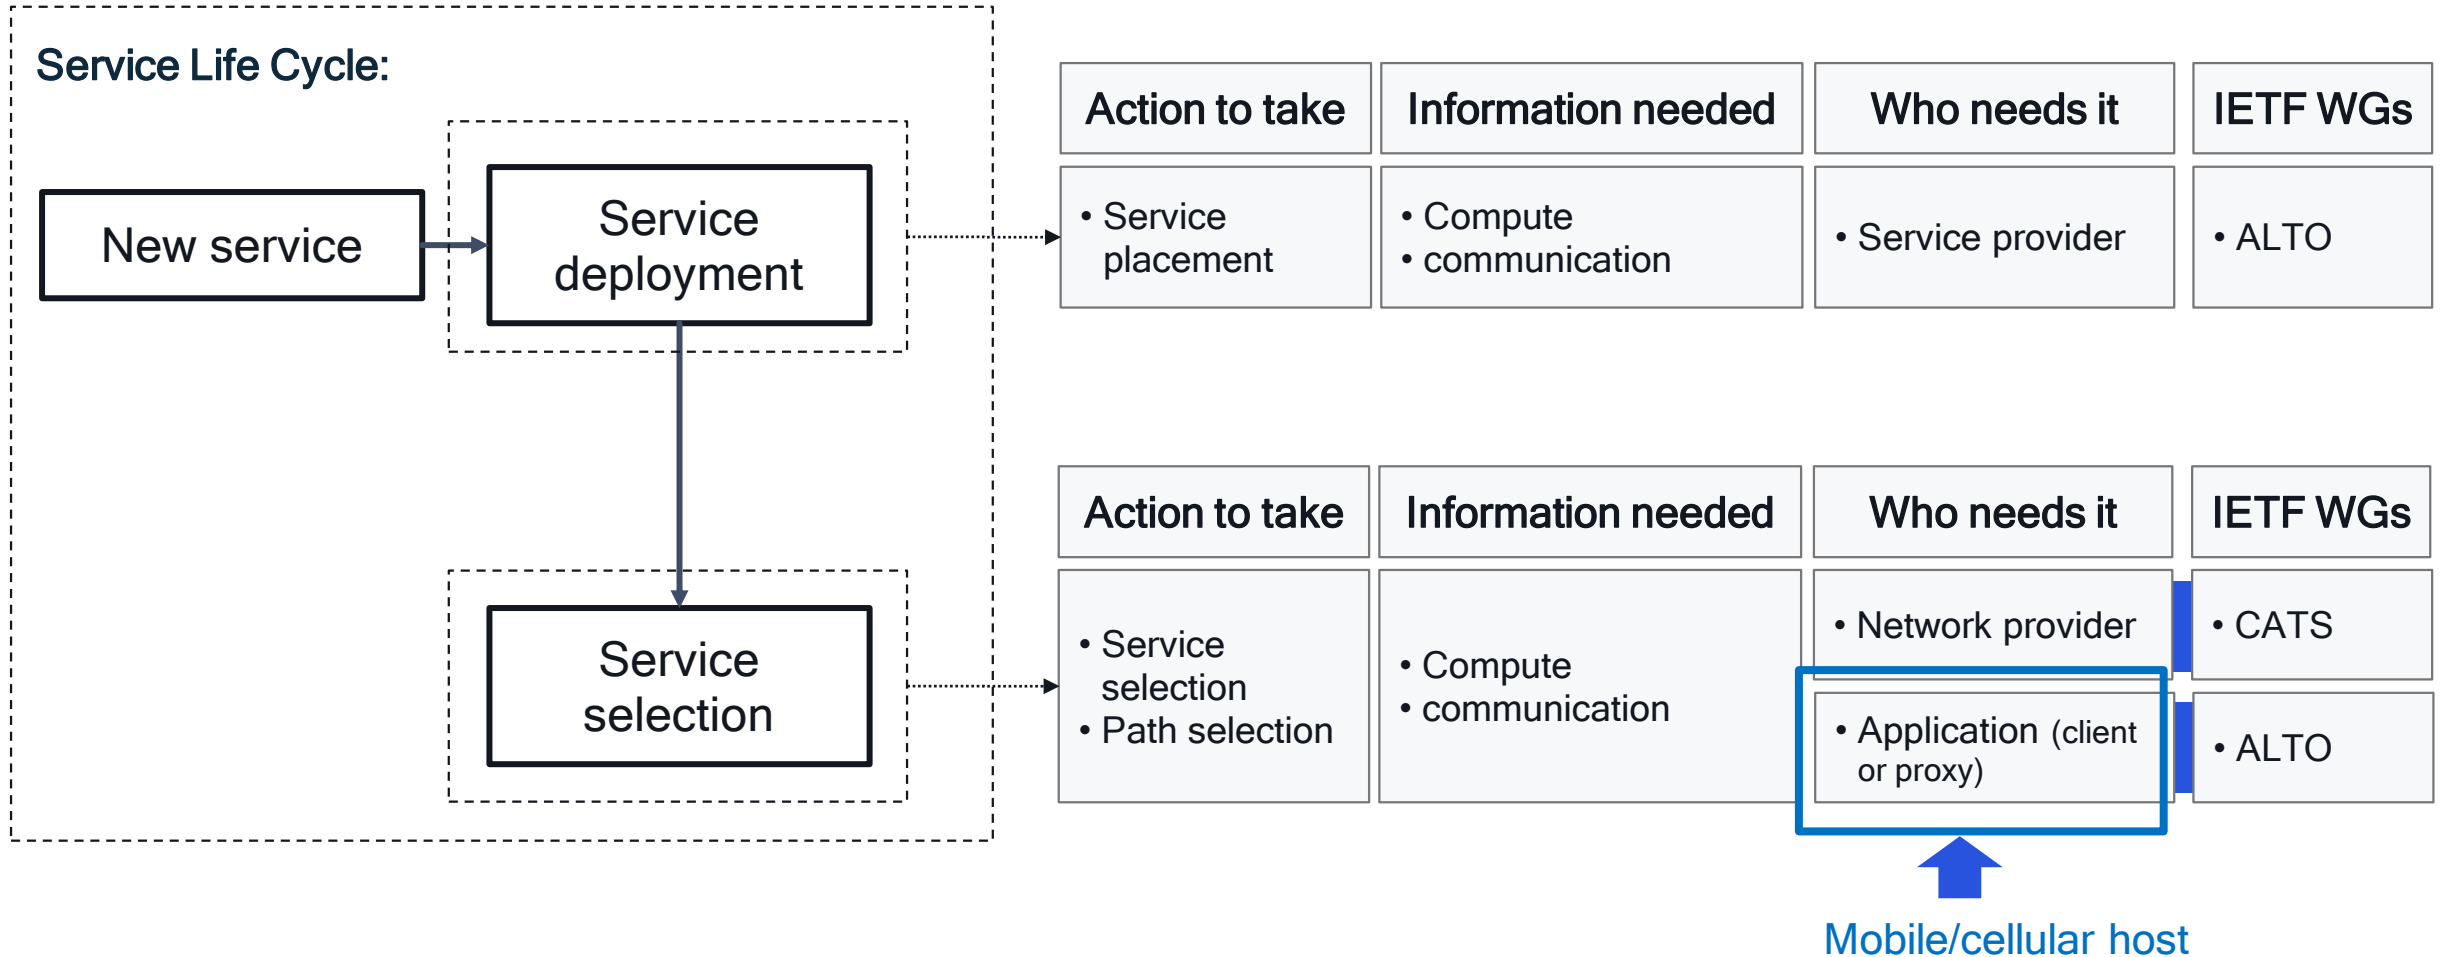 Service Life Cycle:
New service
Service
deployment
Action to take
Information needed
Who needs it
IETF WGs
• Service
placement
• Compute
• communication
• Service provider
• ALTO
Service
selection
Action to take
Information needed
Who needs it
IETF WGs
• Service
selection
• Path selection
• Compute
• communication
• Network provider
• CATS
• Application (client
or proxy)
• ALTO
Mobile/cellular host